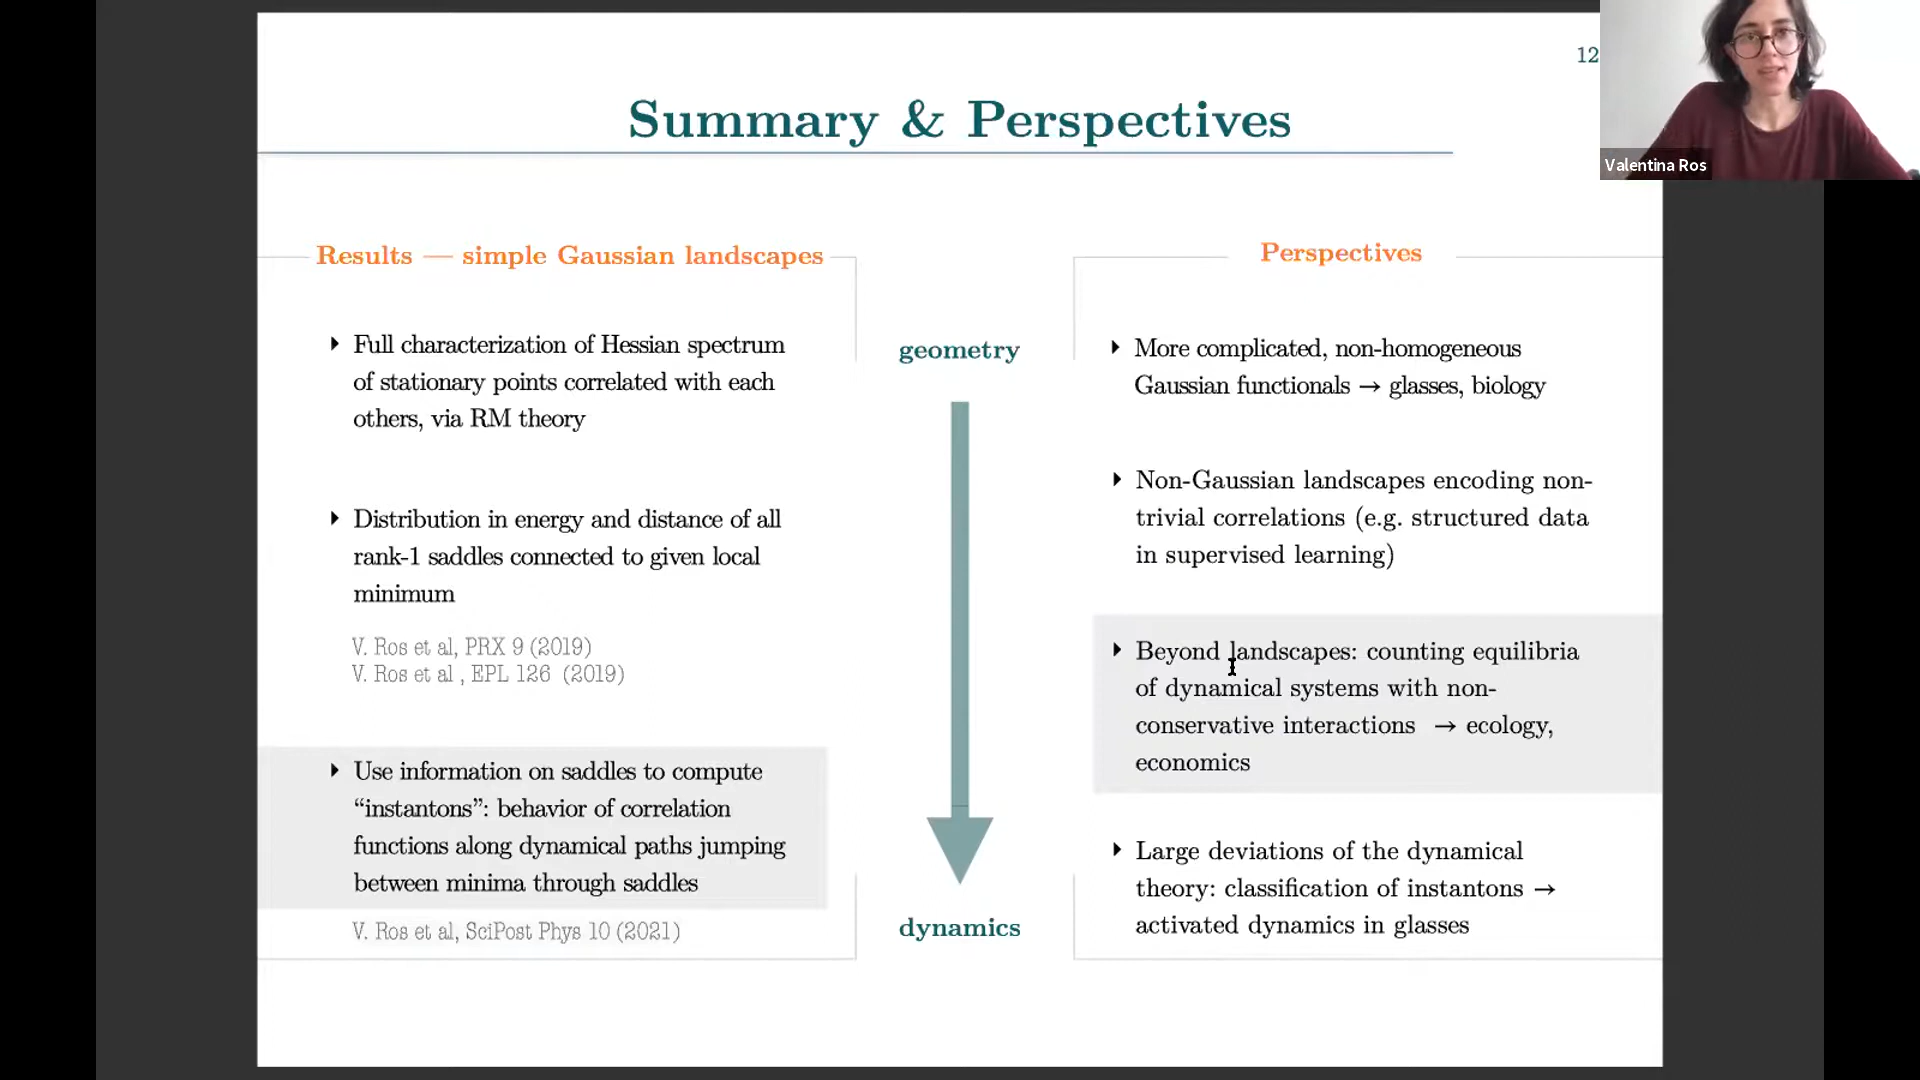 12
Valentina Ros
Summary & Perspectives
Results — simple Gaussian landscapes
‣ Full characterization of Hessian spectrum
of stationary points correlated with each
others, via RM theory
‣ Distribution in energy and distance of all
rank-1 saddles connected to given local
minimum
V. Ros et al, PRX 9 (2019)
V. Ros et al , EPL 126 (2019)
‣ Use information on saddles to compute
“instantons”: behavior of correlation
functions along dynamical paths jumping
between minima through saddles
V. Ros et al, SciPost Phys 10 (2021)
geometry
dynamics
Perspectives
‣ More complicated, non-homogeneous
Gaussian functionals → glasses, biology
‣ Non-Gaussian landscapes encoding non-
trivial correlations (e.g. structured data
in supervised learning)
‣ Beyond landscapes: counting equilibria
of dynamical systems with non-
conservative interactions → ecology,
economics
‣ Large deviations of the dynamical
theory: classification of instantons →
activated dynamics in glasses